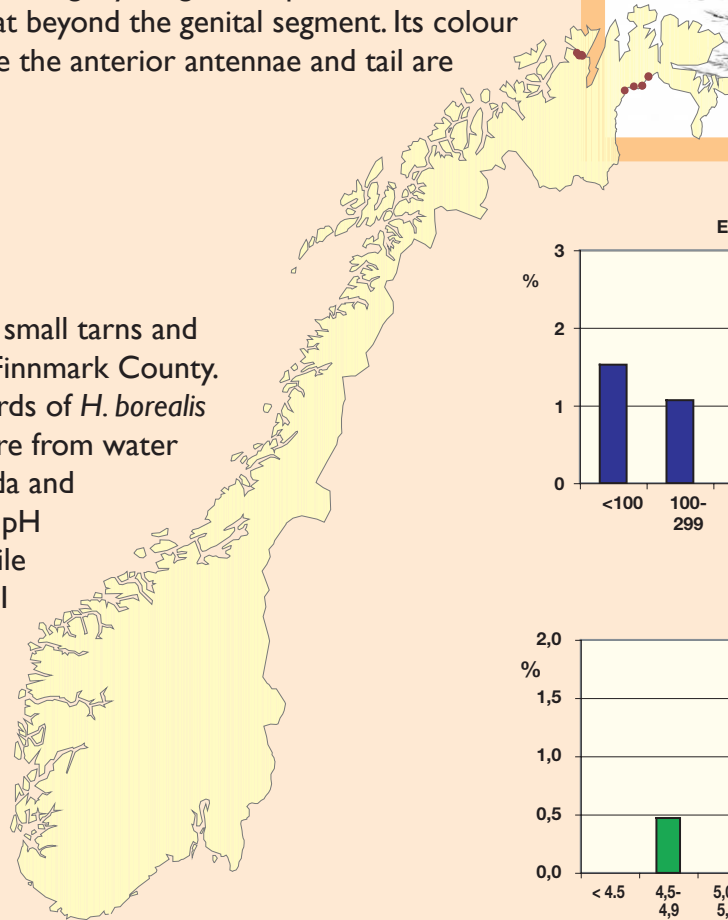 at beyond the genital segment. Its colour
the anterior antennae and tail are
small tarns and
Finnmark County.
rds of H. borealis
re from water
da and
pH
ile
E
3
%
2
1
0
<100
100-
299
2,0
%
1,5
1,0
0,5
0,0
< 4.5
4,5-
4,9
5,
5,